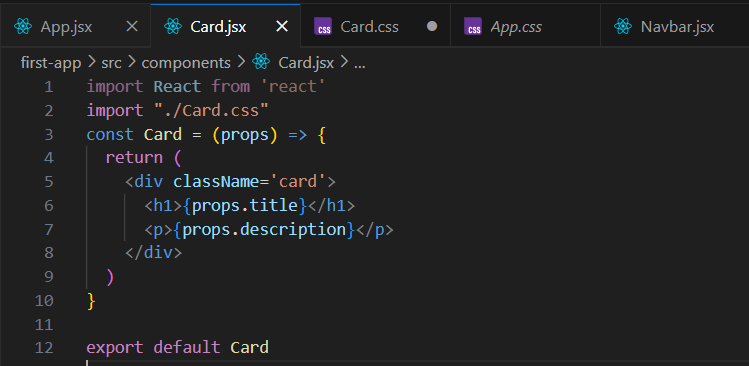 App.jsx Card.jsx Card.css App.css Navbar.jsx
first-app > src > components > Card.jsx > ...
1 import React from 'react'
2 import "./Card.css"
3 const Card = (props) => {
4   return (
5     <div className='card'>
6       <h1>{props.title}</h1>
7       <p>{props.description}</p>
8     </div>
9   )
10 }
11
12 export default Card